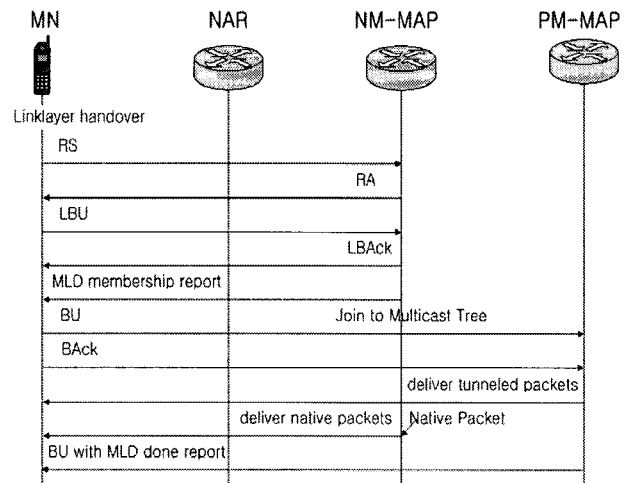 MN NAR NM-MAP PM-MAP
Linklayer handover
RS
RA
LBU
LBAck
MLD membership report
BU Join to Multicast Tree
BAck
deliver tunneled packets
deliver native packets Native Packet
BU with MLD done report